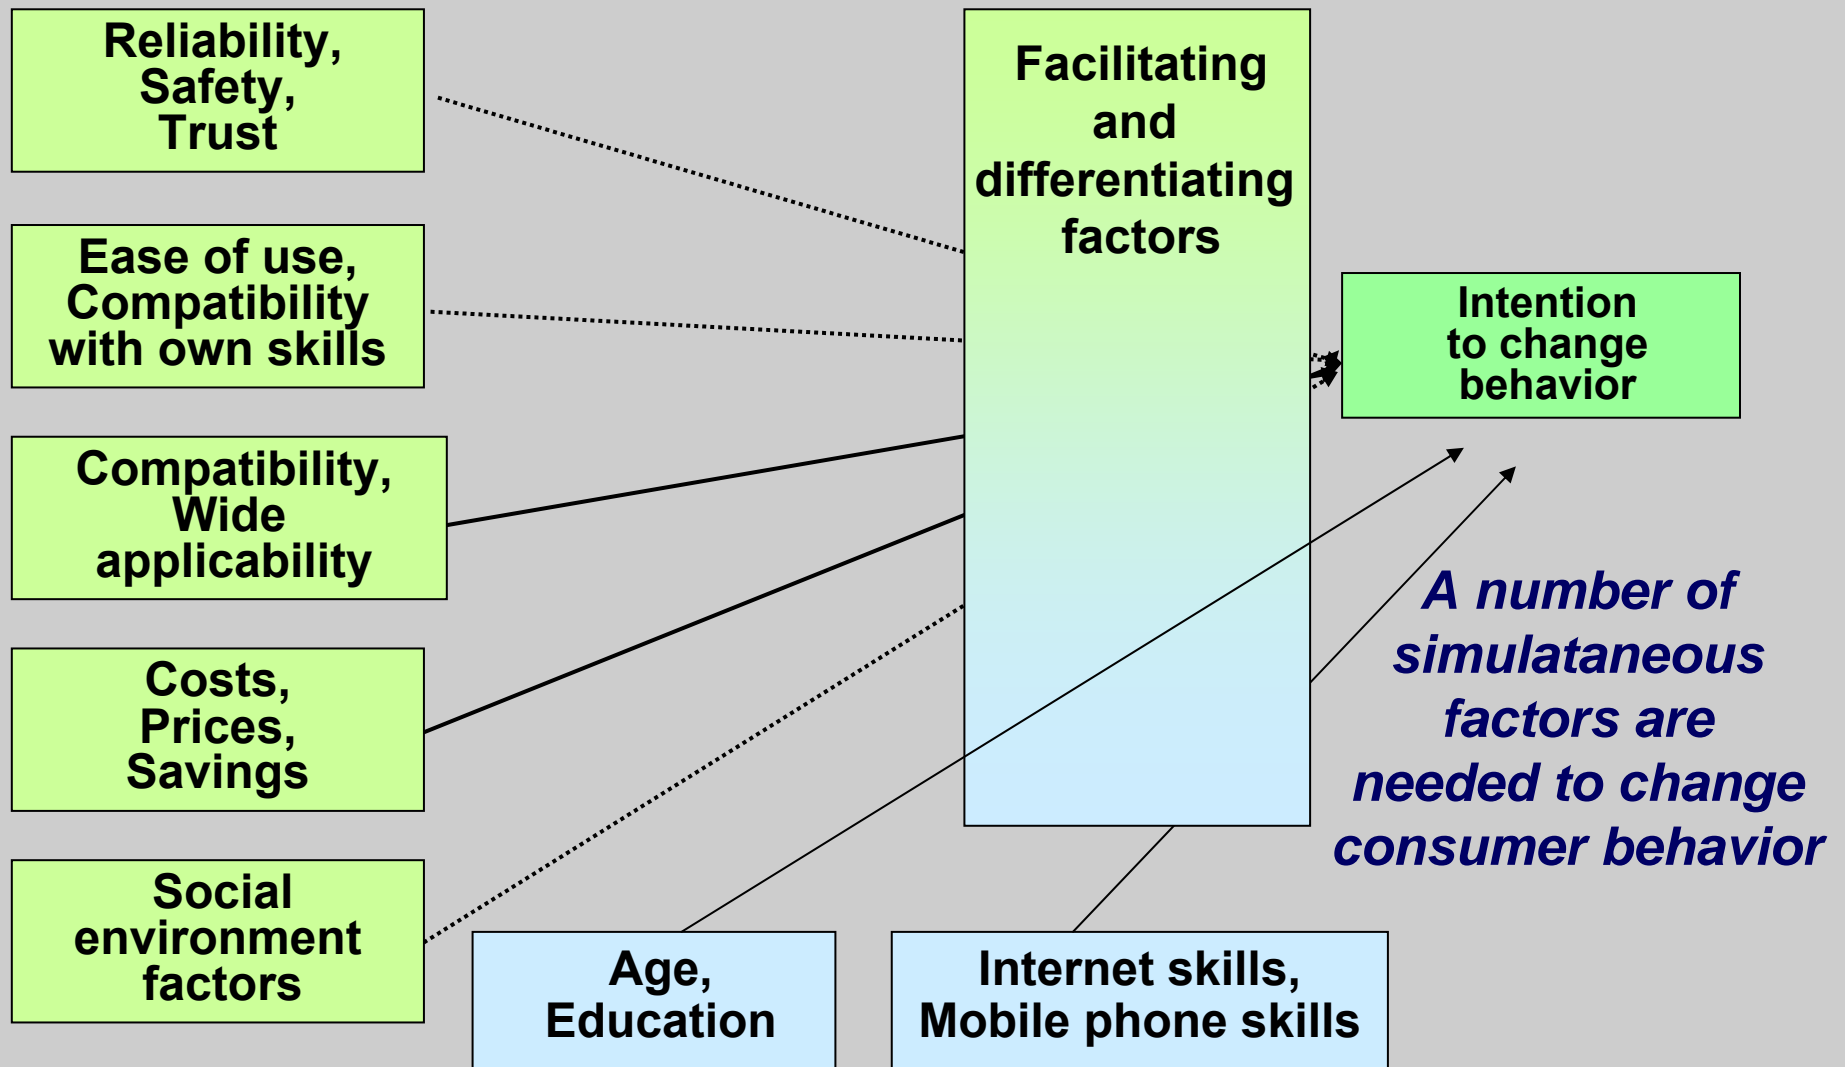 Reliability,
Safety,
Trust
Ease of use,
Compatibility
with own skills
Compatibility,
Wide
applicability
Costs,
Prices,
Savings
Social
environment
factors
Facilitating
and
differentiating
factors
Intention
to change
behavior
A number of
simulataneous
factors are
needed to change
consumer behavior
Age,
Education
Internet skills,
Mobile phone skills